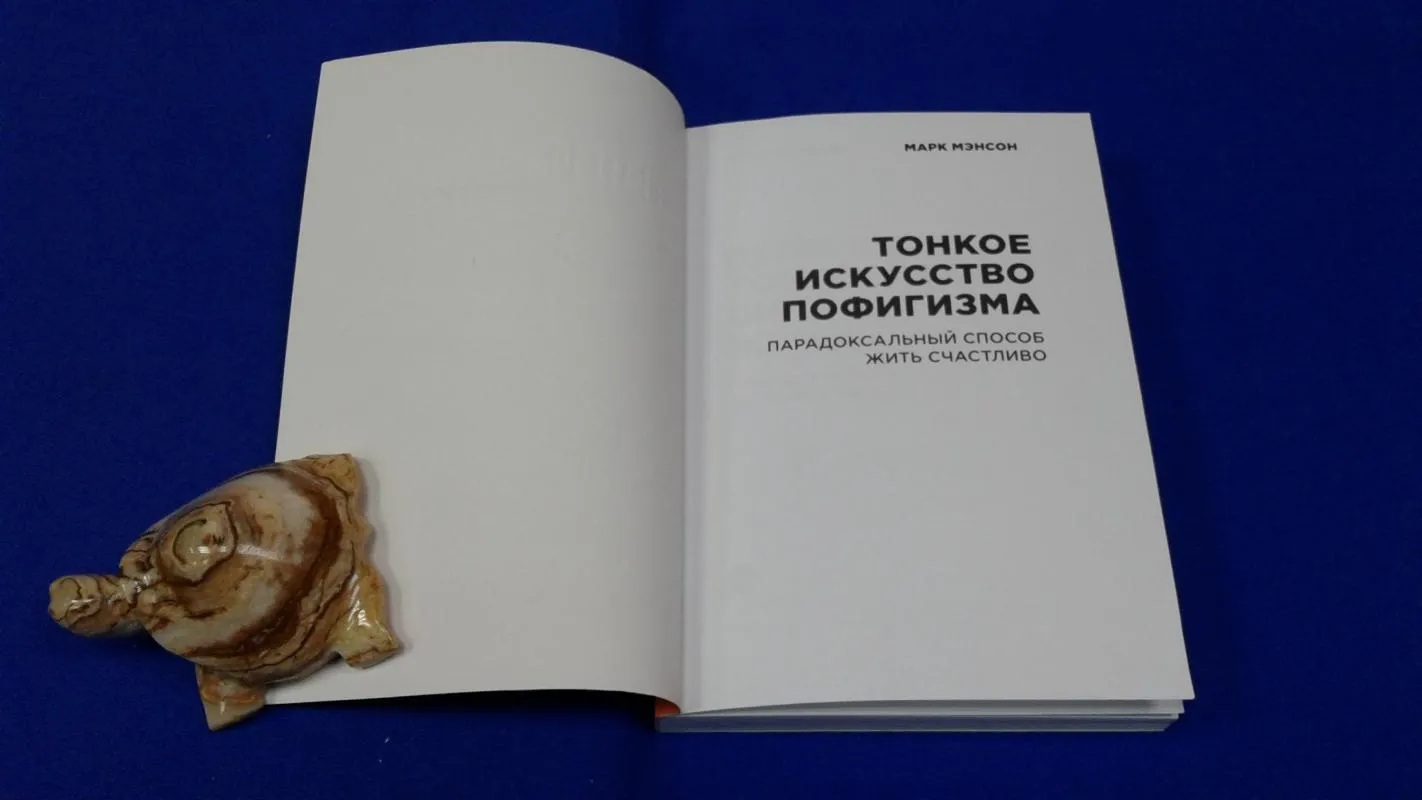 МАРК МЭНСОН
ТОНКОЕ
ИСКУССТВО
ПОФИГИЗМА
ПАРАДОКСАЛЬНЫЙ СПОСОБ
ЖИТЬ СЧАСТЛИВО